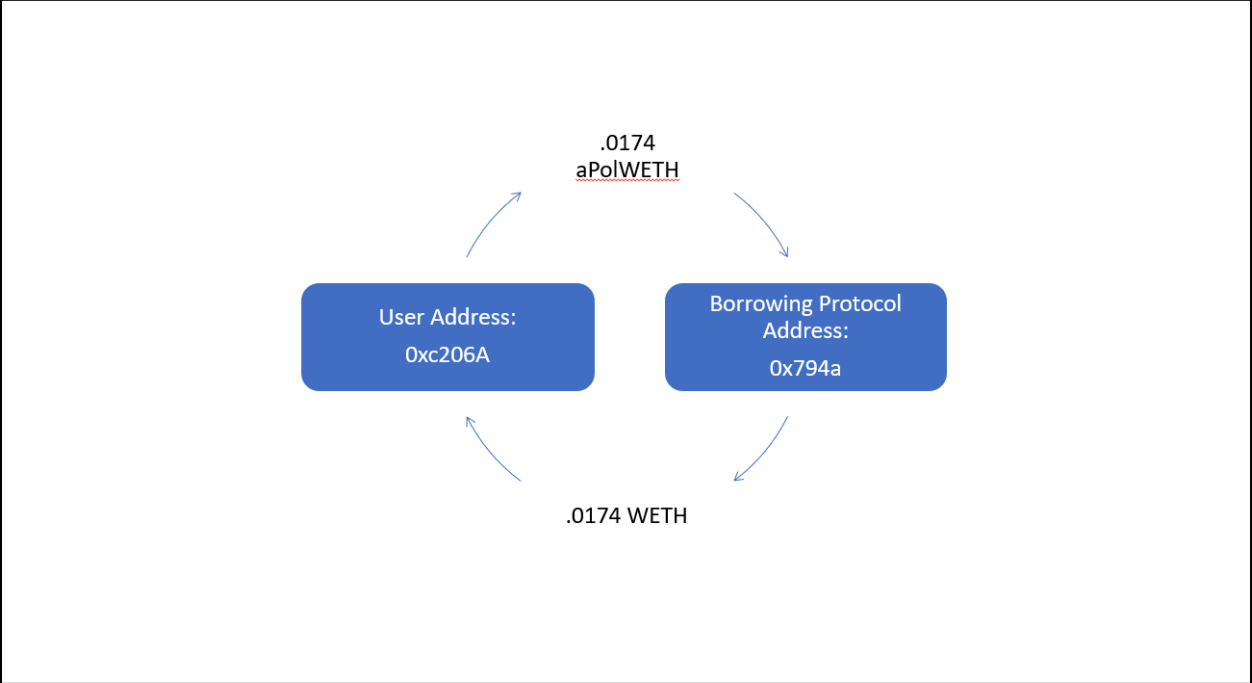 .0174
aPolWETH
User Address:
0xc206A
Borrowing Protocol
Address:
0x794a
.0174 WETH